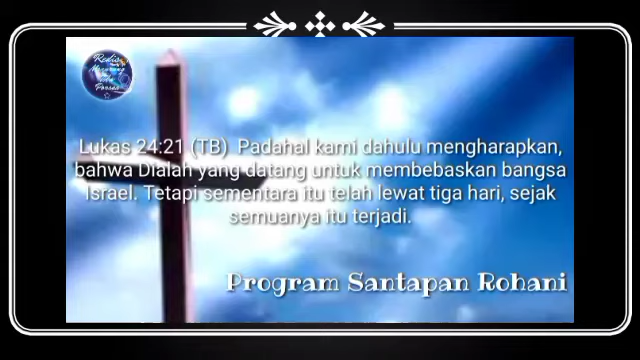 Radio
Lukas 24:21 (TB)  Padahal kami dahulu mengharapkan,
bahwa Dialah yang datang untuk membebaskan bangsa
Israel. Tetapi sementara itu telah lewat tiga hari, sejak
semuanya itu terjadi.
Program Santapan Rohani